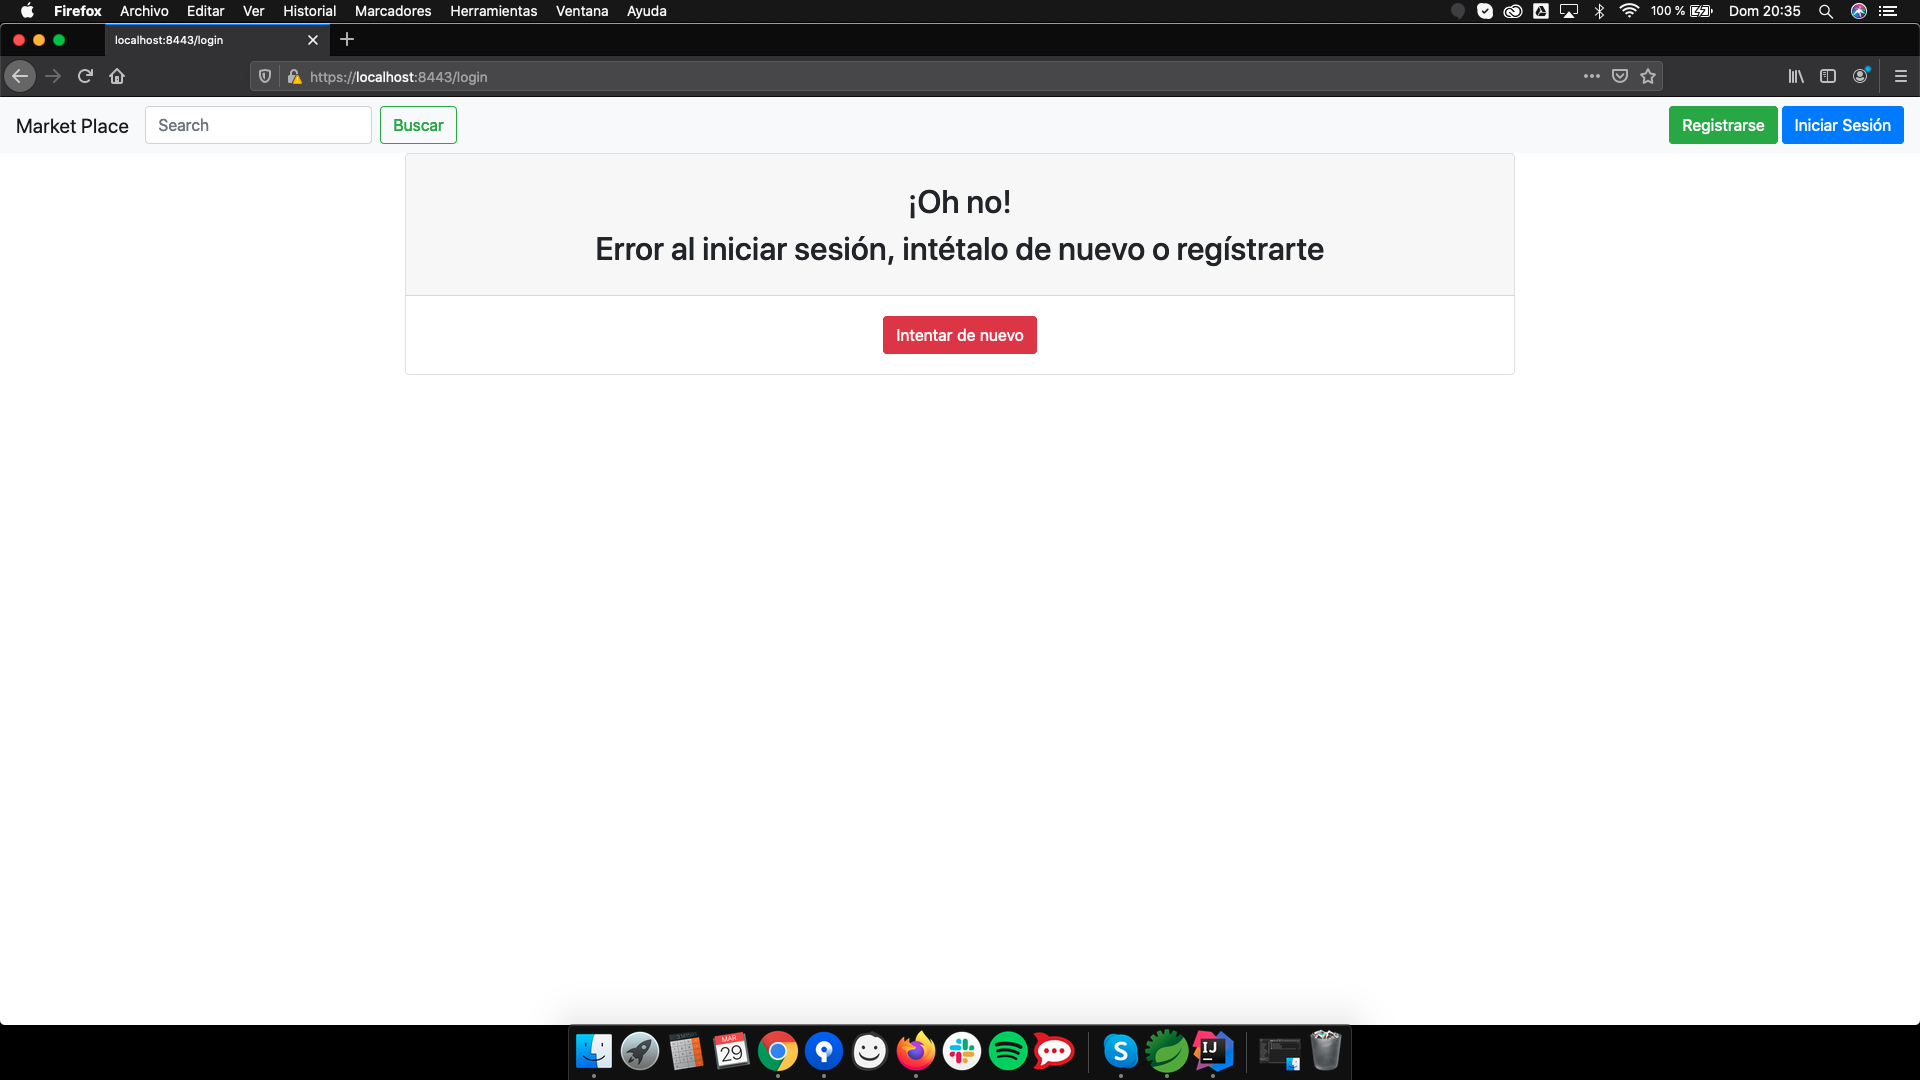 Firefox Archivo Editar Ver Historial Marcadores Herramientas Ventana Ayuda 100 % Dom 20:35
localhost:8443/login
https://localhost:8443/login
Market Place Search Buscar Registrarse Iniciar Sesión
¡Oh no!
Error al iniciar sesión, intétalo de nuevo o regístrarte
Intentar de nuevo
MAR
29
S
IJ